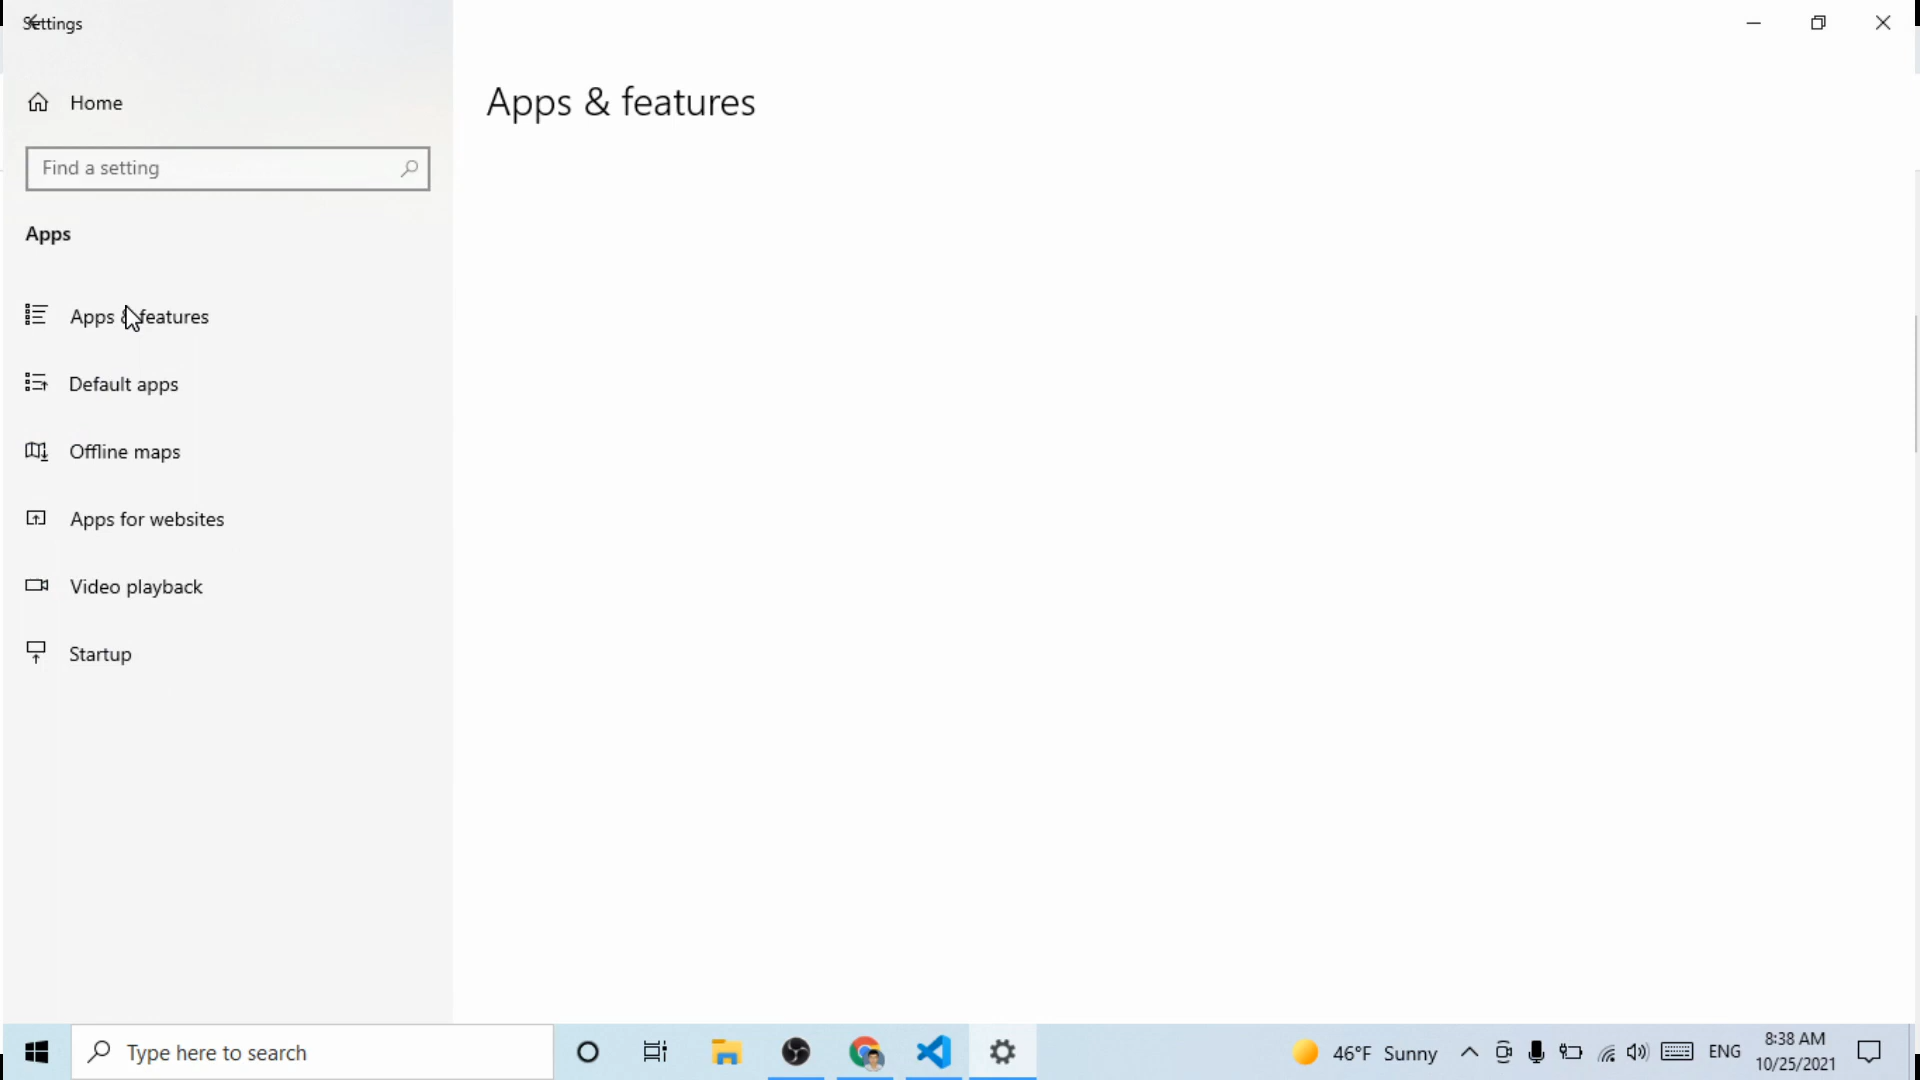 Settings
Home
Find a setting
Apps
Apps & features
Default apps
Offline maps
Apps for websites
Video playback
Startup
Apps & features
Type here to search
46°F Sunny
ENG
8:38 AM
10/25/2021